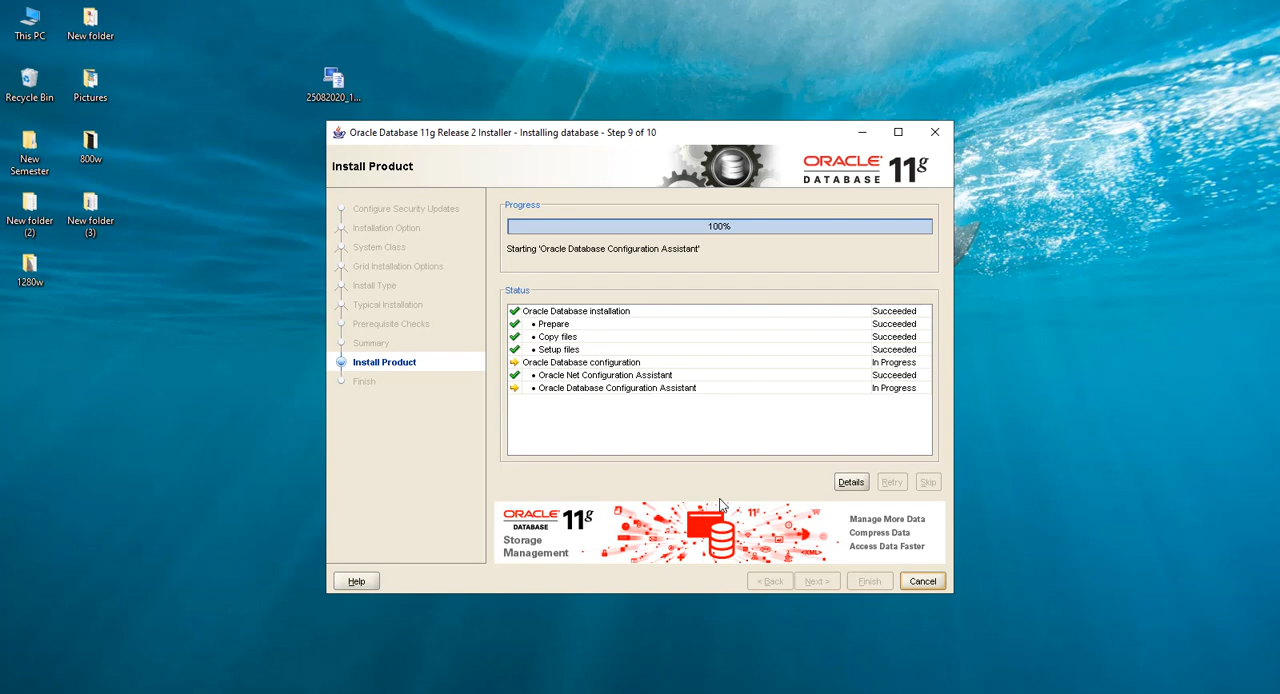 This PC
New folder
Recycle Bin
Pictures
25082020_1...
New
Semester
800w
New folder
(2)
New folder
(3)
1280w
Oracle Database 11g Release 2 Installer - Installing database - Step 9 of 10
Install Product
ORACLE
DATABASE 11g
Configure Security Updates
Installation Option
System Class
Grid Installation Options
Install Type
Typical Installation
Prerequisite Checks
Summary
Install Product
Finish
Progress
100%
Starting 'Oracle Database Configuration Assistant'
Status
Oracle Database installation Succeeded
• Prepare Succeeded
• Copy files Succeeded
• Setup files Succeeded
Oracle Database configuration In Progress
• Oracle Net Configuration Assistant Succeeded
• Oracle Database Configuration Assistant In Progress
Details Retry Skip
ORACLE
DATABASE 11g
Storage
Management
11g
<XML>
Manage More Data
Compress Data
Access Data Faster
Help < Back Next > Finish Cancel